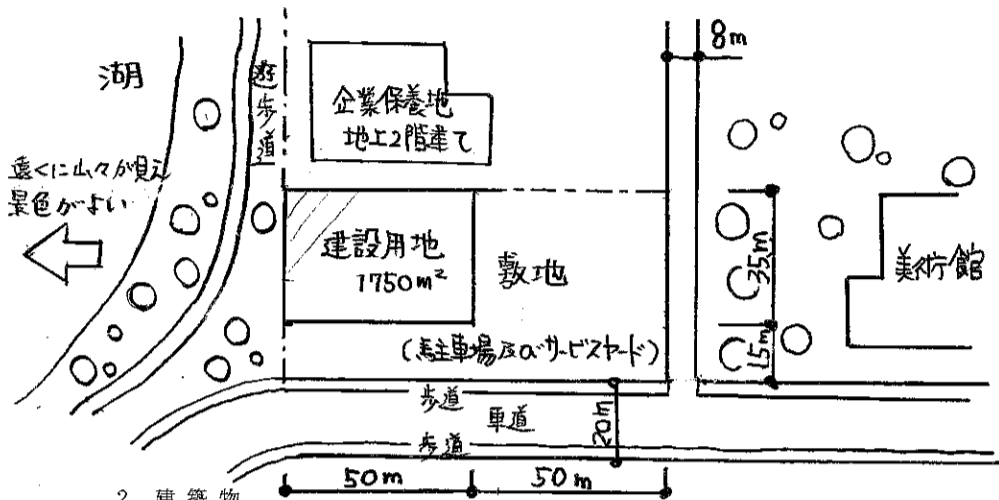 湖
遠くに山々が見え
景色がよい
遊歩道
企業保養地
地上2階建て
8m
建設用地
1750m²
敷地
(駐車場及びサービスヤード)
35m
15m
美術館
歩道
車道
歩道
20m
50m
50m
2 建築物